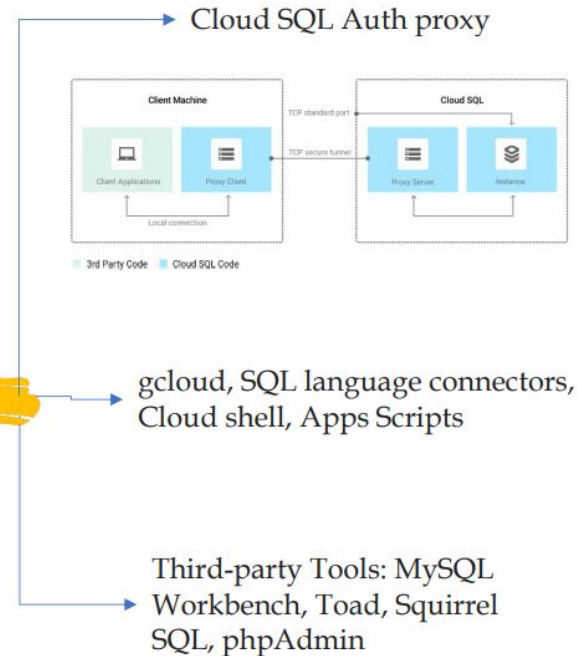 Cloud SQL Auth proxy
Client Machine
Cloud SQL
TCP standard port
TCP secure tunnel
Client Applications
Proxy Client
Proxy Server
Instance
Local connection
3rd Party Code
Cloud SQL Code
gcloud, SQL language connectors,
Cloud shell, Apps Scripts
Third-party Tools: MySQL
Workbench, Toad, Squirrel
SQL, phpAdmin